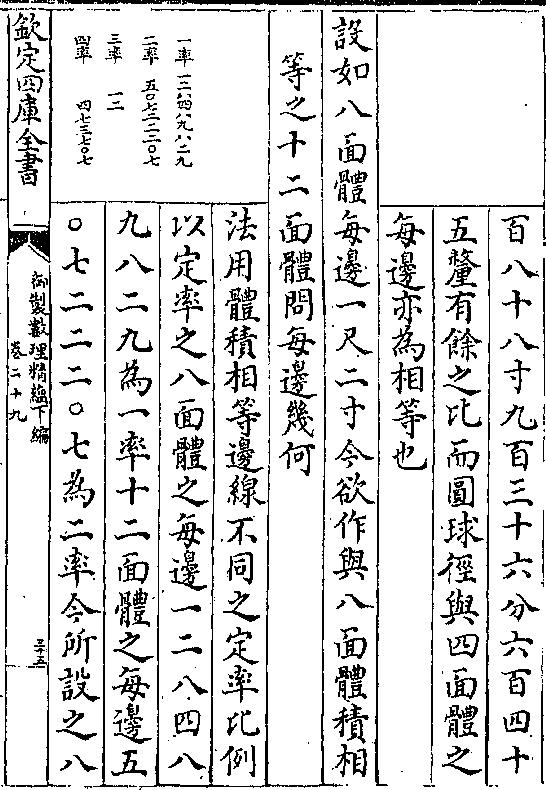 百八十八寸九百三十六分六百四十
五釐有餘之比而圓球徑與四面體之
每邊亦為相等也
設如八面體每邊一尺二寸今欲作與八面體積相
等之十二面體問每邊幾何
一率 一二八四八九八二九
二率 五〇七二二二〇七
三率 一二
四率 四七三七〇七
法用體積相等邊線不同之定率比例
以定率之八面體之每邊一二八四八
九八二九為一率十二面體之每邊五
〇七二二二〇七為二率今所設之八
欽定四庫全書
御製數理精蘊下編
卷二十九
三十五